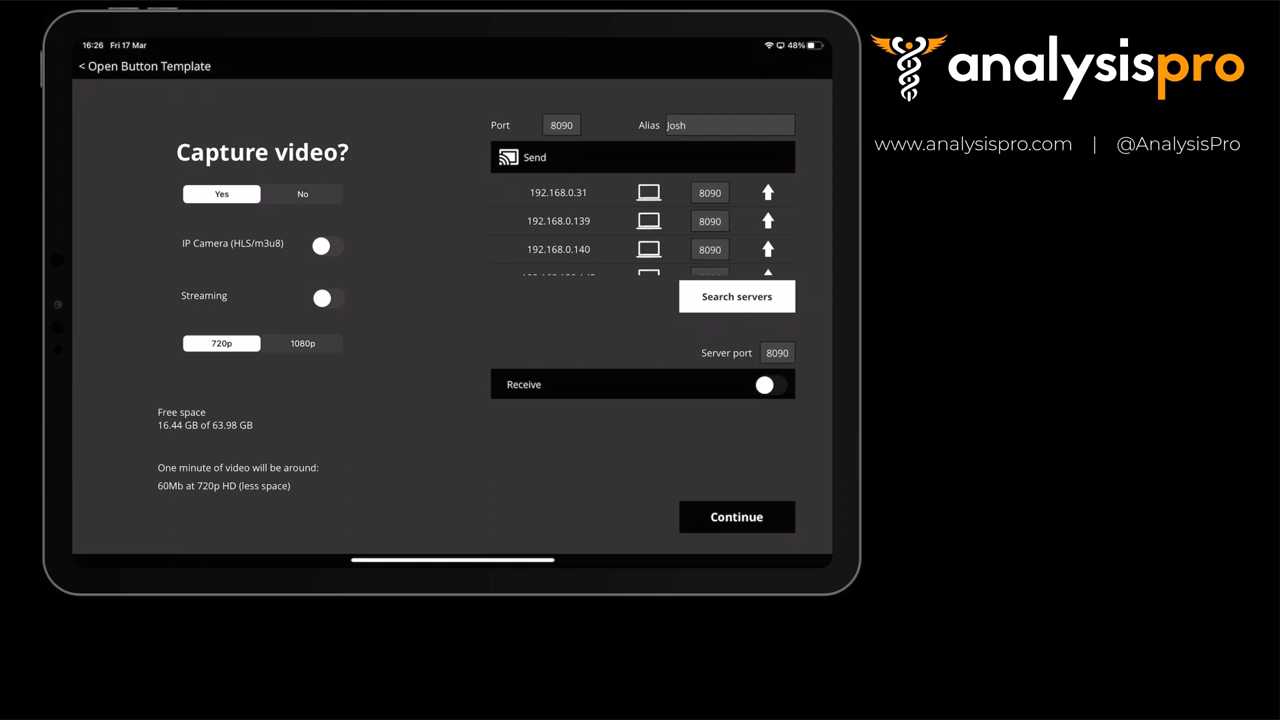 16:26 Fri 17 Mar
48%
< Open Button Template
Capture video?
Yes No
IP Camera (HLS/m3u8)
Streaming
720p 1080p
Free space
16.44 GB of 63.98 GB
One minute of video will be around:
60Mb at 720p HD (less space)
Port 8090 Alias Josh
Send
192.168.0.31 8090
192.168.0.139 8090
192.168.0.140 8090
Search servers
Server port 8090
Receive
Continue
analysispro
www.analysispro.com | @AnalysisPro